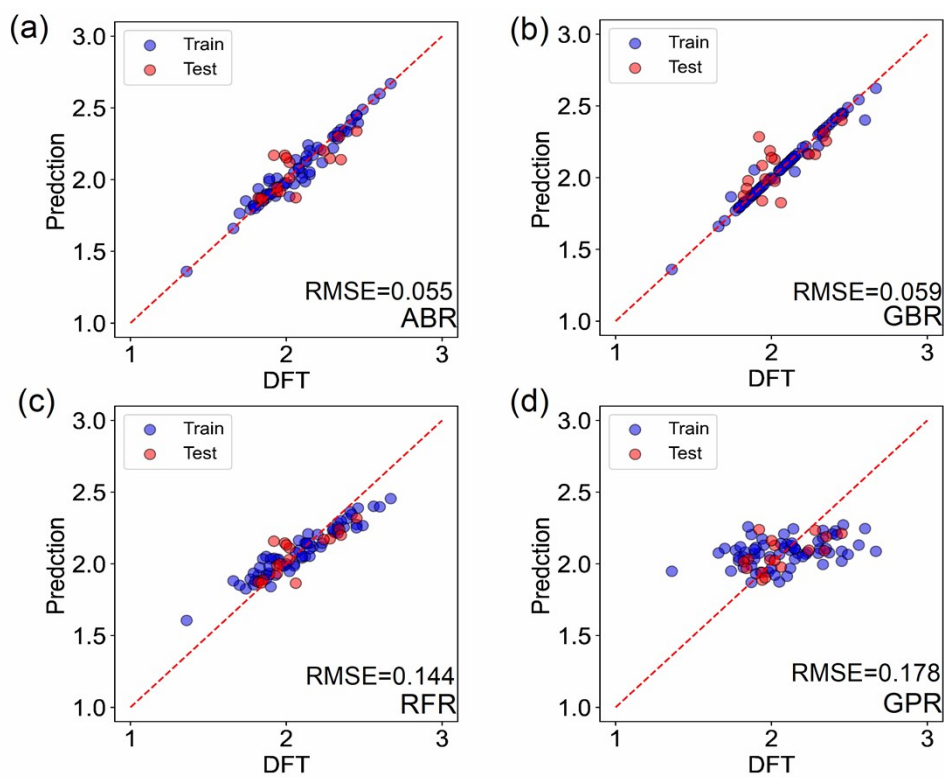 (a)
Train
Test
3.0
2.5
2.0
1.5
1.0
Predction
RMSE=0.055
ABR
1
2
3
DFT
(b)
Train
Test
3.0
2.5
2.0
1.5
1.0
Predction
RMSE=0.059
GBR
1
2
3
DFT
(c)
Train
Test
3.0
2.5
2.0
1.5
1.0
Predction
RMSE=0.144
RFR
1
2
3
DFT
(d)
Train
Test
3.0
2.5
2.0
1.5
1.0
Predction
RMSE=0.178
GPR
1
2
3
DFT